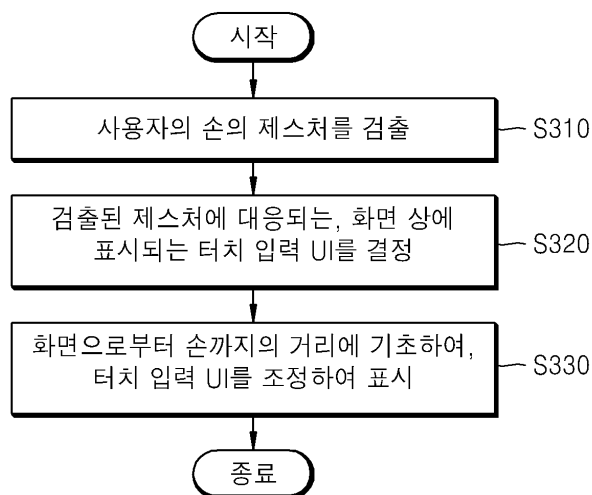 시작
사용자의 손의 제스처를 검출
S310
검출된 제스처에 대응되는, 화면 상에
표시되는 터치 입력 UI를 결정
S320
화면으로부터 손까지의 거리에 기초하여,
터치 입력 UI를 조정하여 표시
S330
종료